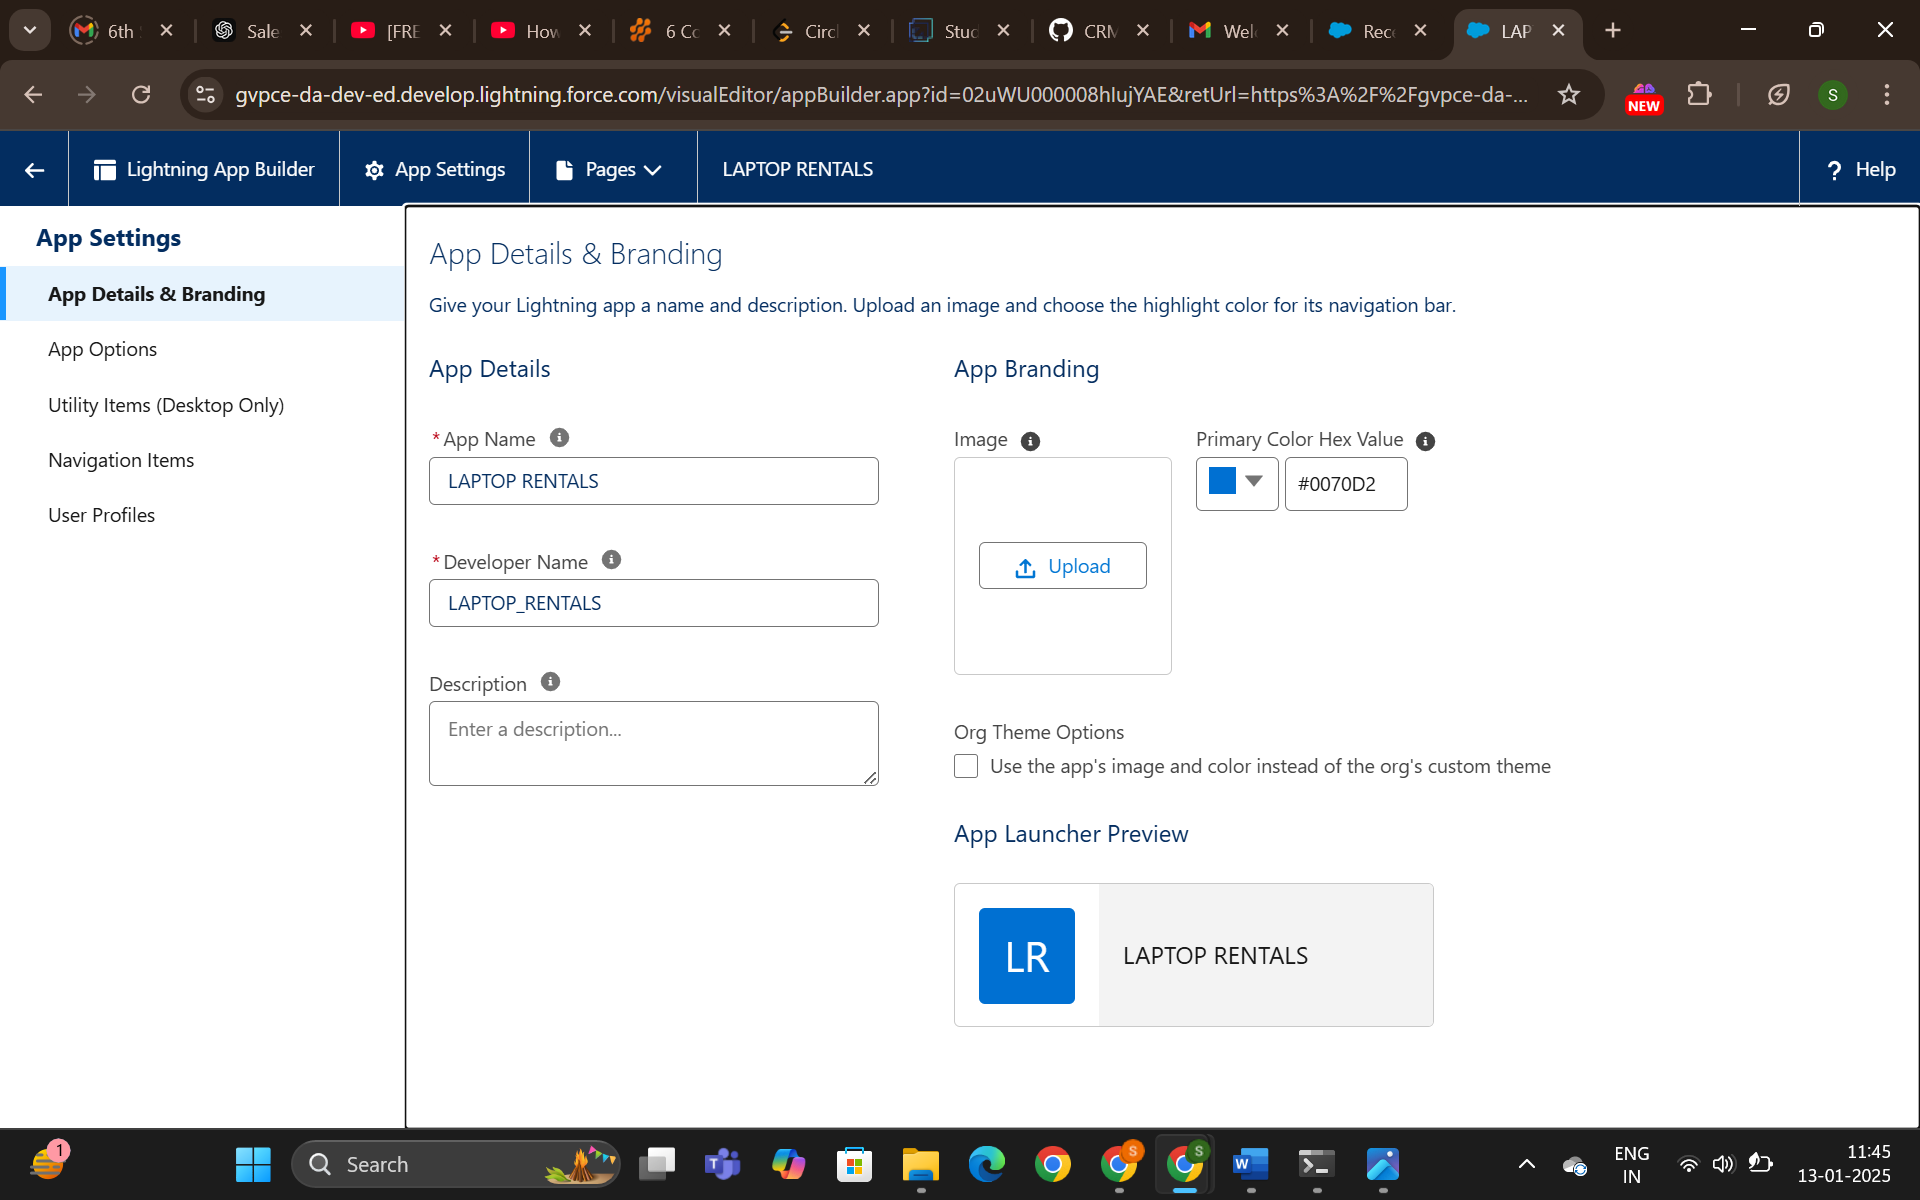 6th
Sale
[FRE
How
6 Co
Circl
Stud
CRM
Wel
Rec
LAP
gvpce-da-dev-ed.develop.lightning.force.com/visualEditor/appBuilder.app?id=02uWU000008hIujYAE&retUrl=https%3A%2F%2Fgvpce-da-...
NEW
S
Lightning App Builder
App Settings
Pages
LAPTOP RENTALS
? Help
App Settings
App Details & Branding
App Options
Utility Items (Desktop Only)
Navigation Items
User Profiles
App Details & Branding
Give your Lightning app a name and description. Upload an image and choose the highlight color for its navigation bar.
App Details
* App Name
LAPTOP RENTALS
* Developer Name
LAPTOP_RENTALS
Description
Enter a description...
App Branding
Image
Upload
Primary Color Hex Value
#0070D2
Org Theme Options
Use the app's image and color instead of the org's custom theme
App Launcher Preview
LR
LAPTOP RENTALS
1
Search
S
S
ENG
IN
11:45
13-01-2025